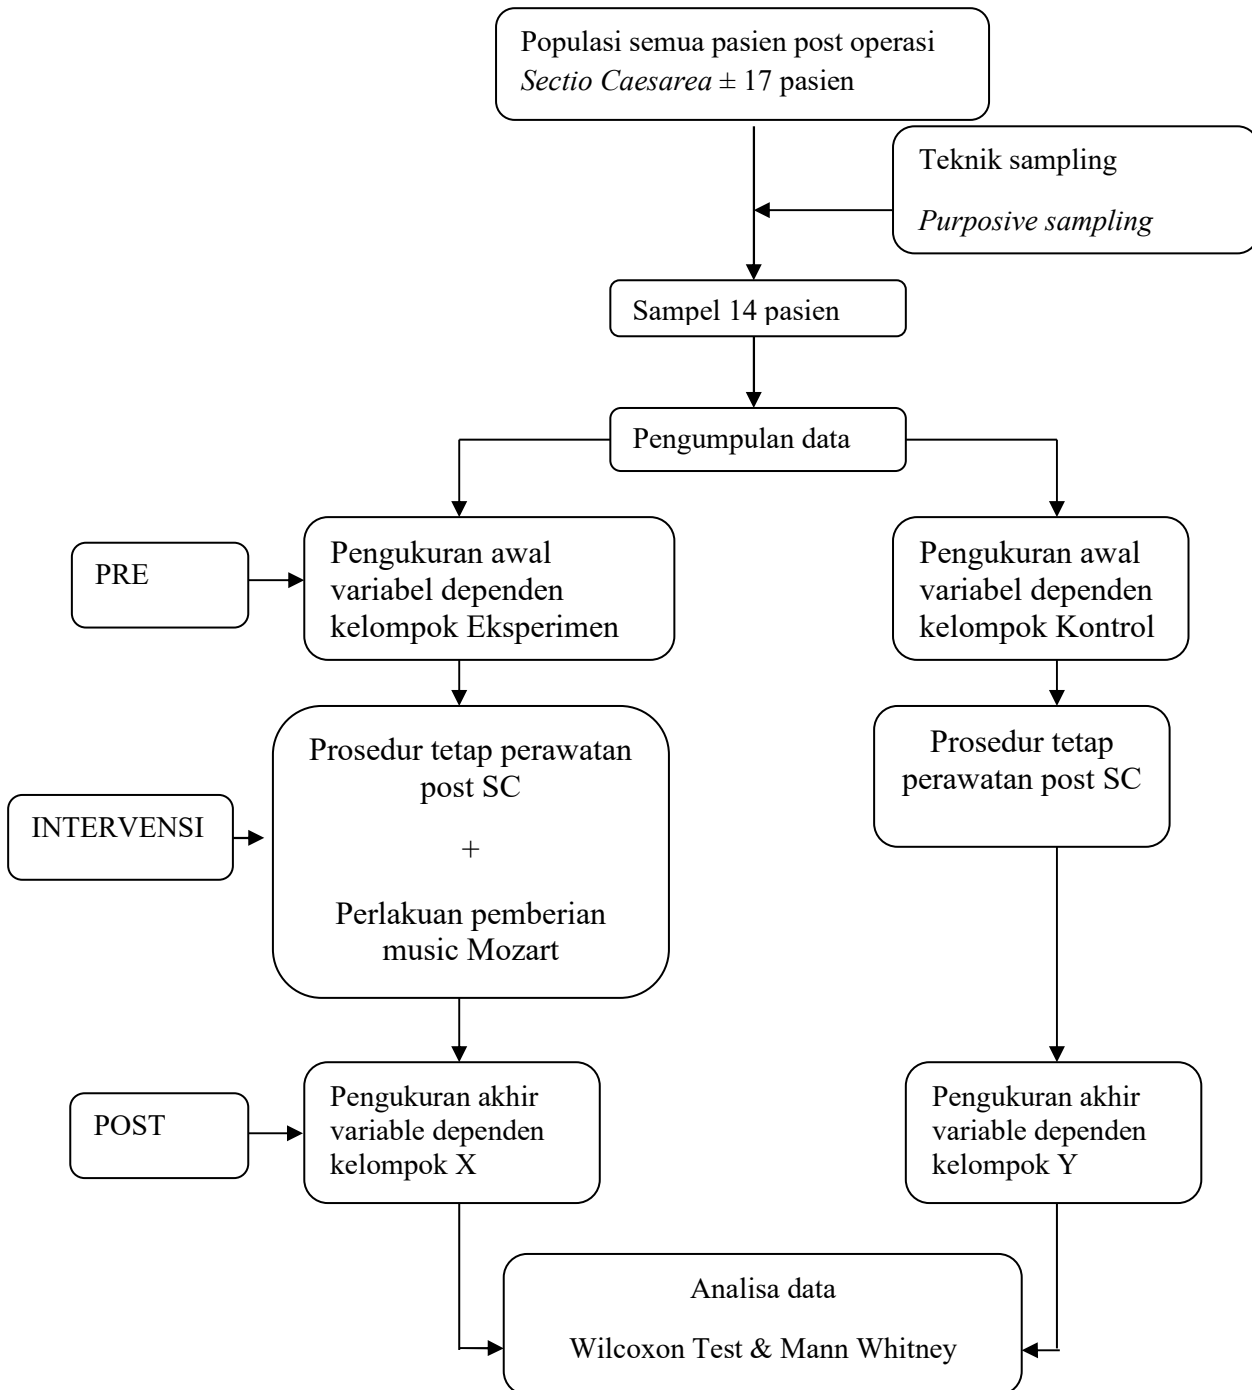 Populasi semua pasien post operasi
Sectio Caesarea ± 17 pasien
Teknik sampling
Purposive sampling
Sampel 14 pasien
Pengumpulan data
PRE
Pengukuran awal
variabel dependen
kelompok Eksperimen
Pengukuran awal
variabel dependen
kelompok Kontrol
INTERVENSI
Prosedur tetap perawatan
post SC
+
Perlakuan pemberian
music Mozart
Prosedur tetap
perawatan post SC
POST
Pengukuran akhir
variable dependen
kelompok X
Pengukuran akhir
variable dependen
kelompok Y
Analisa data
Wilcoxon Test & Mann Whitney